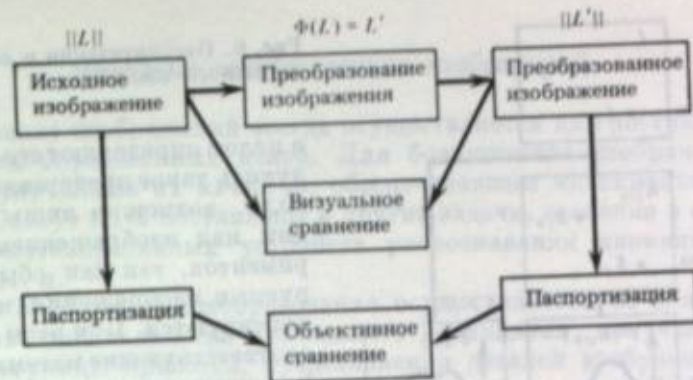 ||L||
Φ(L) = L'
||L'||
Исходное
изображение
Преобразование
изображения
Преобразованное
изображение
Визуальное
сравнение
Паспортизация
Объективное
сравнение
Паспортизация